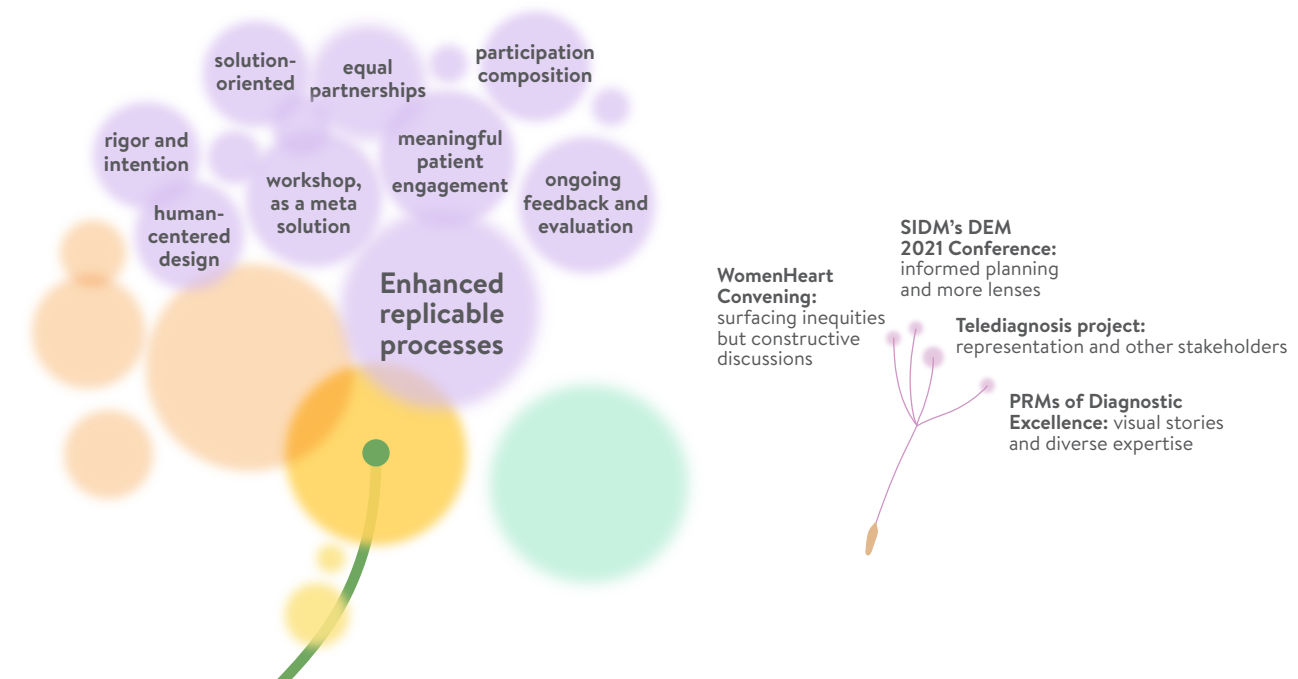 solution-
oriented
equal
partnerships
participation
composition
rigor and
intention
meaningful
patient
engagement
workshop,
as a meta
solution
ongoing
feedback and
evaluation
human-
centered
design
Enhanced
replicable
processes
SIDM’s DEM
2021 Conference:
informed planning
and more lenses
WomenHeart
Convening:
surfacing inequities
but constructive
discussions
Telediagnosis project:
representation and other stakeholders
PRMs of Diagnostic
Excellence: visual stories
and diverse expertise